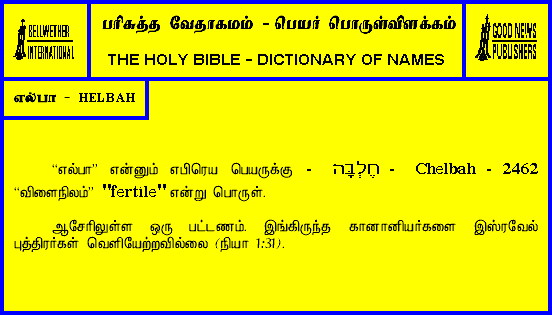 BELLWETHER
INTERNATIONAL
பரிசுத்த வேதாகமம் - பெயர் பொருள்விளக்கம்
THE HOLY BIBLE - DICTIONARY OF NAMES
GOOD NEWS
PUBLISHERS
எல்பா - HELBAH
“எல்பா” என்னும் எபிரெய பெயருக்கு - חֶלְבָּה - Chelbah - 2462
“விளைநிலம்” "fertile" என்று பொருள்.
ஆசேரிலுள்ள ஒரு பட்டணம். இங்கிருந்த கானானியர்களை இஸ்ரவேல்
புத்திரர்கள் வெளியேற்றவில்லை (நியா 1:31).